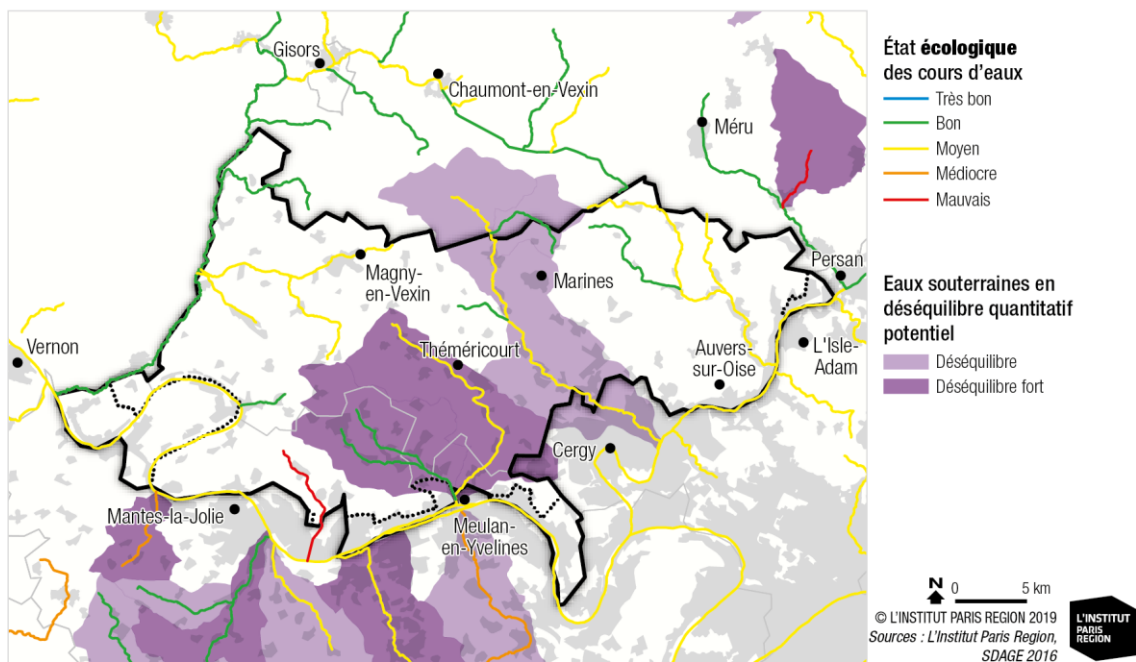 Gisors
Chaumont-en-Vexin
Méru
Magny-
en-Vexin
Marines
Persan
Vernon
Théméricourt
Auvers-
sur-Oise
L'Isle-
Adam
Cergy
Mantes-la-Jolie
Meulan-
en-Yvelines
État écologique
des cours d'eaux
Très bon
Bon
Moyen
Médiocre
Mauvais
Eaux souterraines en
déséquilibre quantitatif
potentiel
Déséquilibre
Déséquilibre fort
N 0 5 km
© L'INSTITUT PARIS REGION 2019
Sources : L'Institut Paris Region,
SDAGE 2016
L'INSTITUT
PARIS
REGION